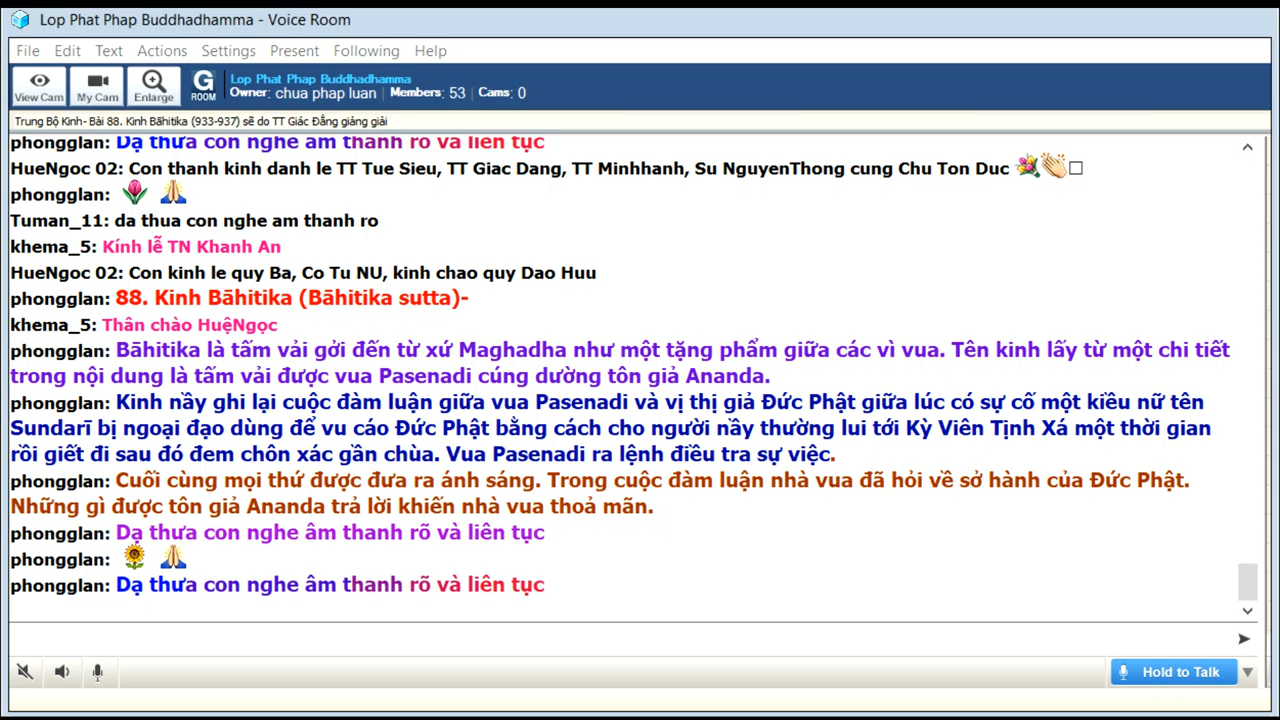 Lop Phat Phap Buddhadhamma - Voice Room
File Edit Text Actions Settings Present Following Help
View Cam My Cam Enlarge G ROOM Lop Phat Phap Buddhadhamma
Owner: chua phap luan | Members: 53 | Cams: 0
Trung Bộ Kinh- Bài 88. Kinh Bāhitika (933-937) sẽ do TT Giác Đẳng giảng giải
phongglan: Dạ thưa con nghe âm thanh rõ và liên tục
HueNgoc 02: Con thanh kinh danh le TT Tue Sieu, TT Giac Dang, TT Minhhanh, Su NguyenThong cung Chu Ton Duc
phongglan:
Tuman_11: da thua con nghe am thanh ro
khema_5: Kính lễ TN Khanh An
HueNgoc 02: Con kinh le quy Ba, Co Tu NU, kinh chao quy Dao Huu
phongglan: 88. Kinh Bāhitika (Bāhitika sutta)-
khema_5: Thân chào HuệNgọc
phongglan: Bāhitika là tấm vải gởi đến từ xứ Maghadha như một tặng phẩm giữa các vì vua. Tên kinh lấy từ một chi tiết
trong nội dung là tấm vải được vua Pasenadi cúng dường tôn giả Ananda.
phongglan: Kinh nầy ghi lại cuộc đàm luận giữa vua Pasenadi và vị thị giả Đức Phật giữa lúc có sự cố một kiều nữ tên
Sundarī bị ngoại đạo dùng để vu cáo Đức Phật bằng cách cho người nầy thường lui tới Kỳ Viên Tịnh Xá một thời gian
rồi giết đi sau đó đem chôn xác gần chùa. Vua Pasenadi ra lệnh điều tra sự việc.
phongglan: Cuối cùng mọi thứ được đưa ra ánh sáng. Trong cuộc đàm luận nhà vua đã hỏi về sở hành của Đức Phật.
Những gì được tôn giả Ananda trả lời khiến nhà vua thoả mãn.
phongglan: Dạ thưa con nghe âm thanh rõ và liên tục
phongglan:
phongglan: Dạ thưa con nghe âm thanh rõ và liên tục
Hold to Talk